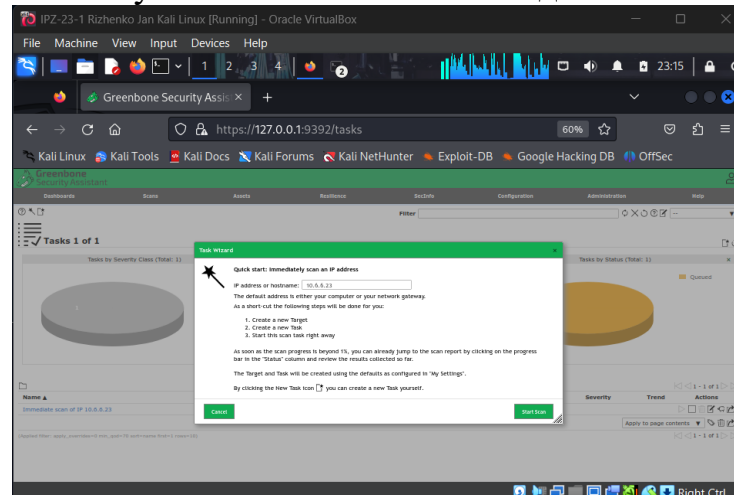 IPZ-23-1 Rizhenko Jan Kali Linux [Running] - Oracle VirtualBox
File Machine View Input Devices Help
1 2 3 4 2 23:15
Greenbone Security Assis
https://127.0.0.1:9392/tasks 60%
Kali Linux Kali Tools Kali Docs Kali Forums Kali NetHunter Exploit-DB Google Hacking DB OffSec
Greenbone
Security Assistant
Dashboards Scans Assets Resilience SecInfo Configuration Administration Help
Filter
Tasks 1 of 1
Tasks by Severity Class (Total: 1)
Tasks by Status (Total: 1)
Queued
Task Wizard
Quick start: Immediately scan an IP address
IP address or hostname: 10.6.6.23
The default address is either your computer or your network gateway.
As a short-cut the following steps will be done for you:
1. Create a new Target
2. Create a new Task
3. Start this scan task right away
As soon as the scan progress is beyond 1%, you can already jump to the scan report by clicking on the progress
bar in the "Status" column and review the results collected so far.
The Target and Task will be created using the defaults as configured in "My Settings".
By clicking the New Task icon you can create a new Task yourself.
Cancel Start Scan
1 - 1 of 1
Name Severity Trend Actions
Immediate scan of IP 10.6.6.23
Apply to page contents
1 - 1 of 1
Right Ctrl